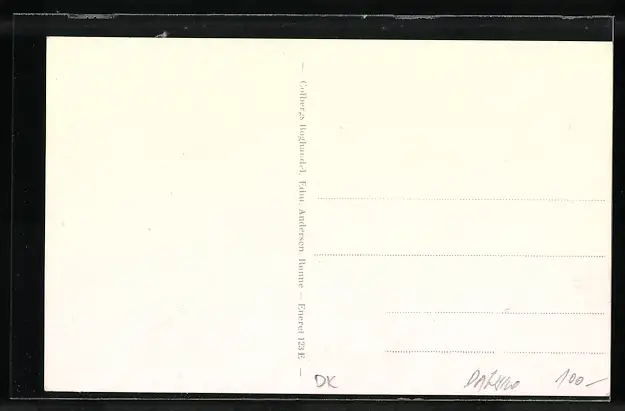 — Colbergs Boghandel. Edm. Andersen. Rønne — Eneret 123 E. —
DK
100-